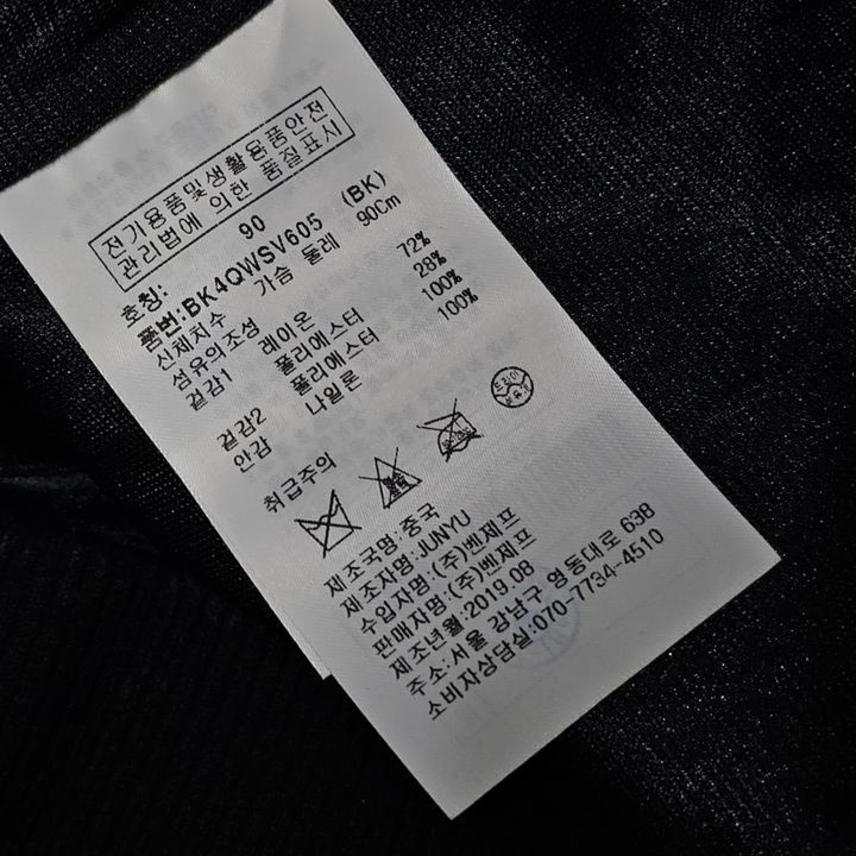 전기용품및생활용품안전
관리법에 의한 품질표시
호칭: 90
품번:BK4QWSV605 (BK)
신체치수 가슴 둘레 90Cm
섬유의조성
겉감1 레이온 72%
폴리에스터 28%
겉감2 폴리에스터 100%
안감 나일론 100%
취급주의
드라이
제조국명:중국
제조자명:JUNYU
수입자명:(주)벤제프
판매자명:(주)벤제프
제조년월:2019.08
주소:서울 강남구 영동대로 638
소비자상담실:070-7734-4510